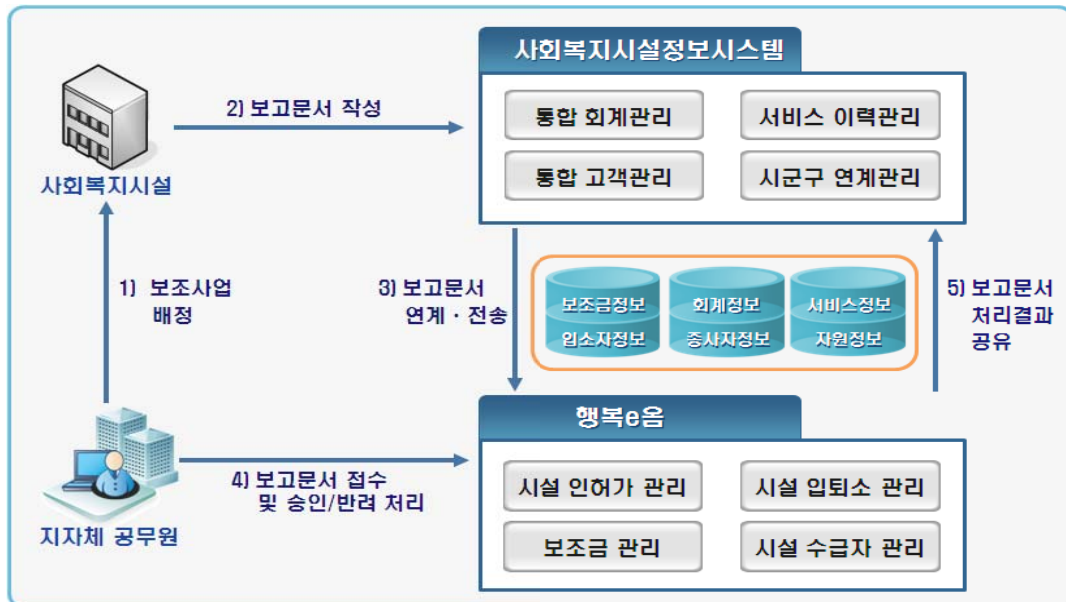 사회복지시설정보시스템
통합 회계관리
서비스 이력관리
통합 고객관리
시군구 연계관리
2) 보고문서 작성
사회복지시설
1) 보조사업
배정
3) 보고문서
연계 · 전송
보조금정보
입소자정보
회계정보
종사자정보
서비스정보
자원정보
5) 보고문서
처리결과
공유
행복e음
시설 인허가 관리
시설 입퇴소 관리
보조금 관리
시설 수급자 관리
4) 보고문서 접수
및 승인/반려 처리
지자체 공무원